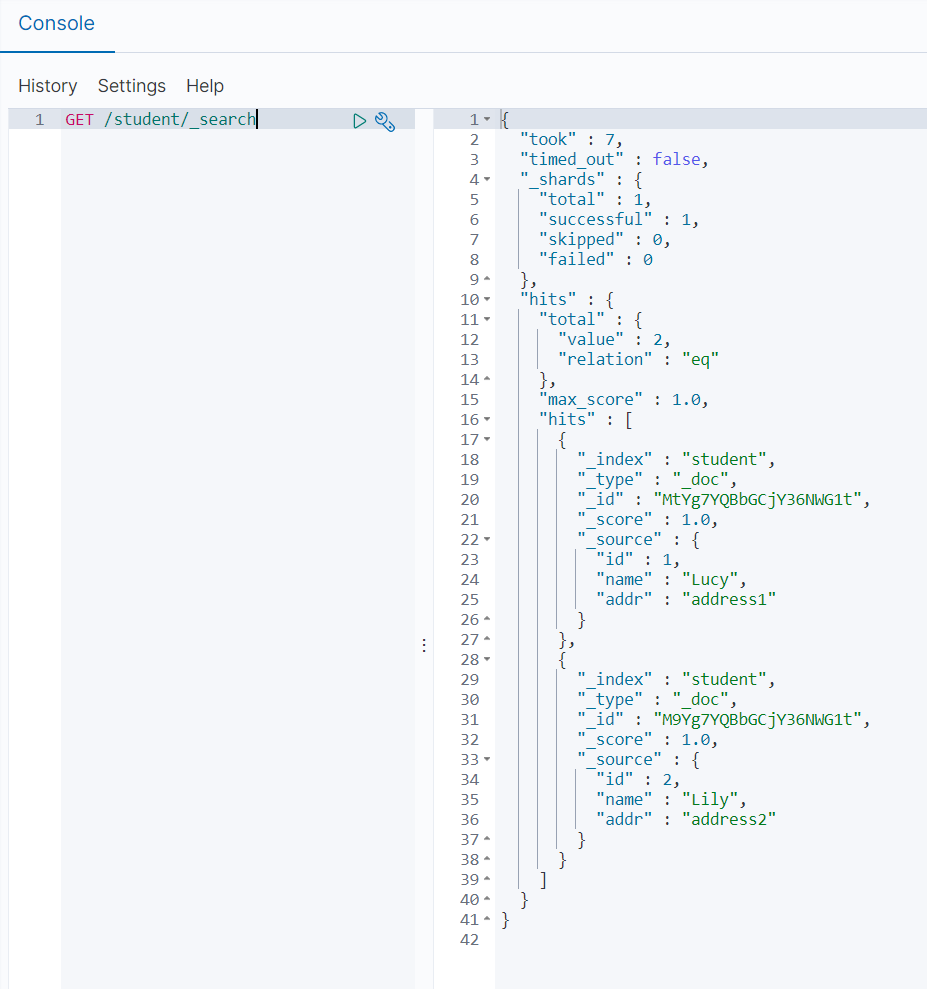 Console
History Settings Help
1 GET /student/_search
1 {
2 "took" : 7,
3 "timed_out" : false,
4 "_shards" : {
5 "total" : 1,
6 "successful" : 1,
7 "skipped" : 0,
8 "failed" : 0
9 },
10 "hits" : {
11 "total" : {
12 "value" : 2,
13 "relation" : "eq"
14 },
15 "max_score" : 1.0,
16 "hits" : [
17 {
18 "_index" : "student",
19 "_type" : "_doc",
20 "_id" : "MtYg7YQBbGCjY36NWG1t",
21 "_score" : 1.0,
22 "_source" : {
23 "id" : 1,
24 "name" : "Lucy",
25 "addr" : "address1"
26 }
27 },
28 {
29 "_index" : "student",
30 "_type" : "_doc",
31 "_id" : "M9Yg7YQBbGCjY36NWG1t",
32 "_score" : 1.0,
33 "_source" : {
34 "id" : 2,
35 "name" : "Lily",
36 "addr" : "address2"
37 }
38 }
39 ]
40 }
41 }
42